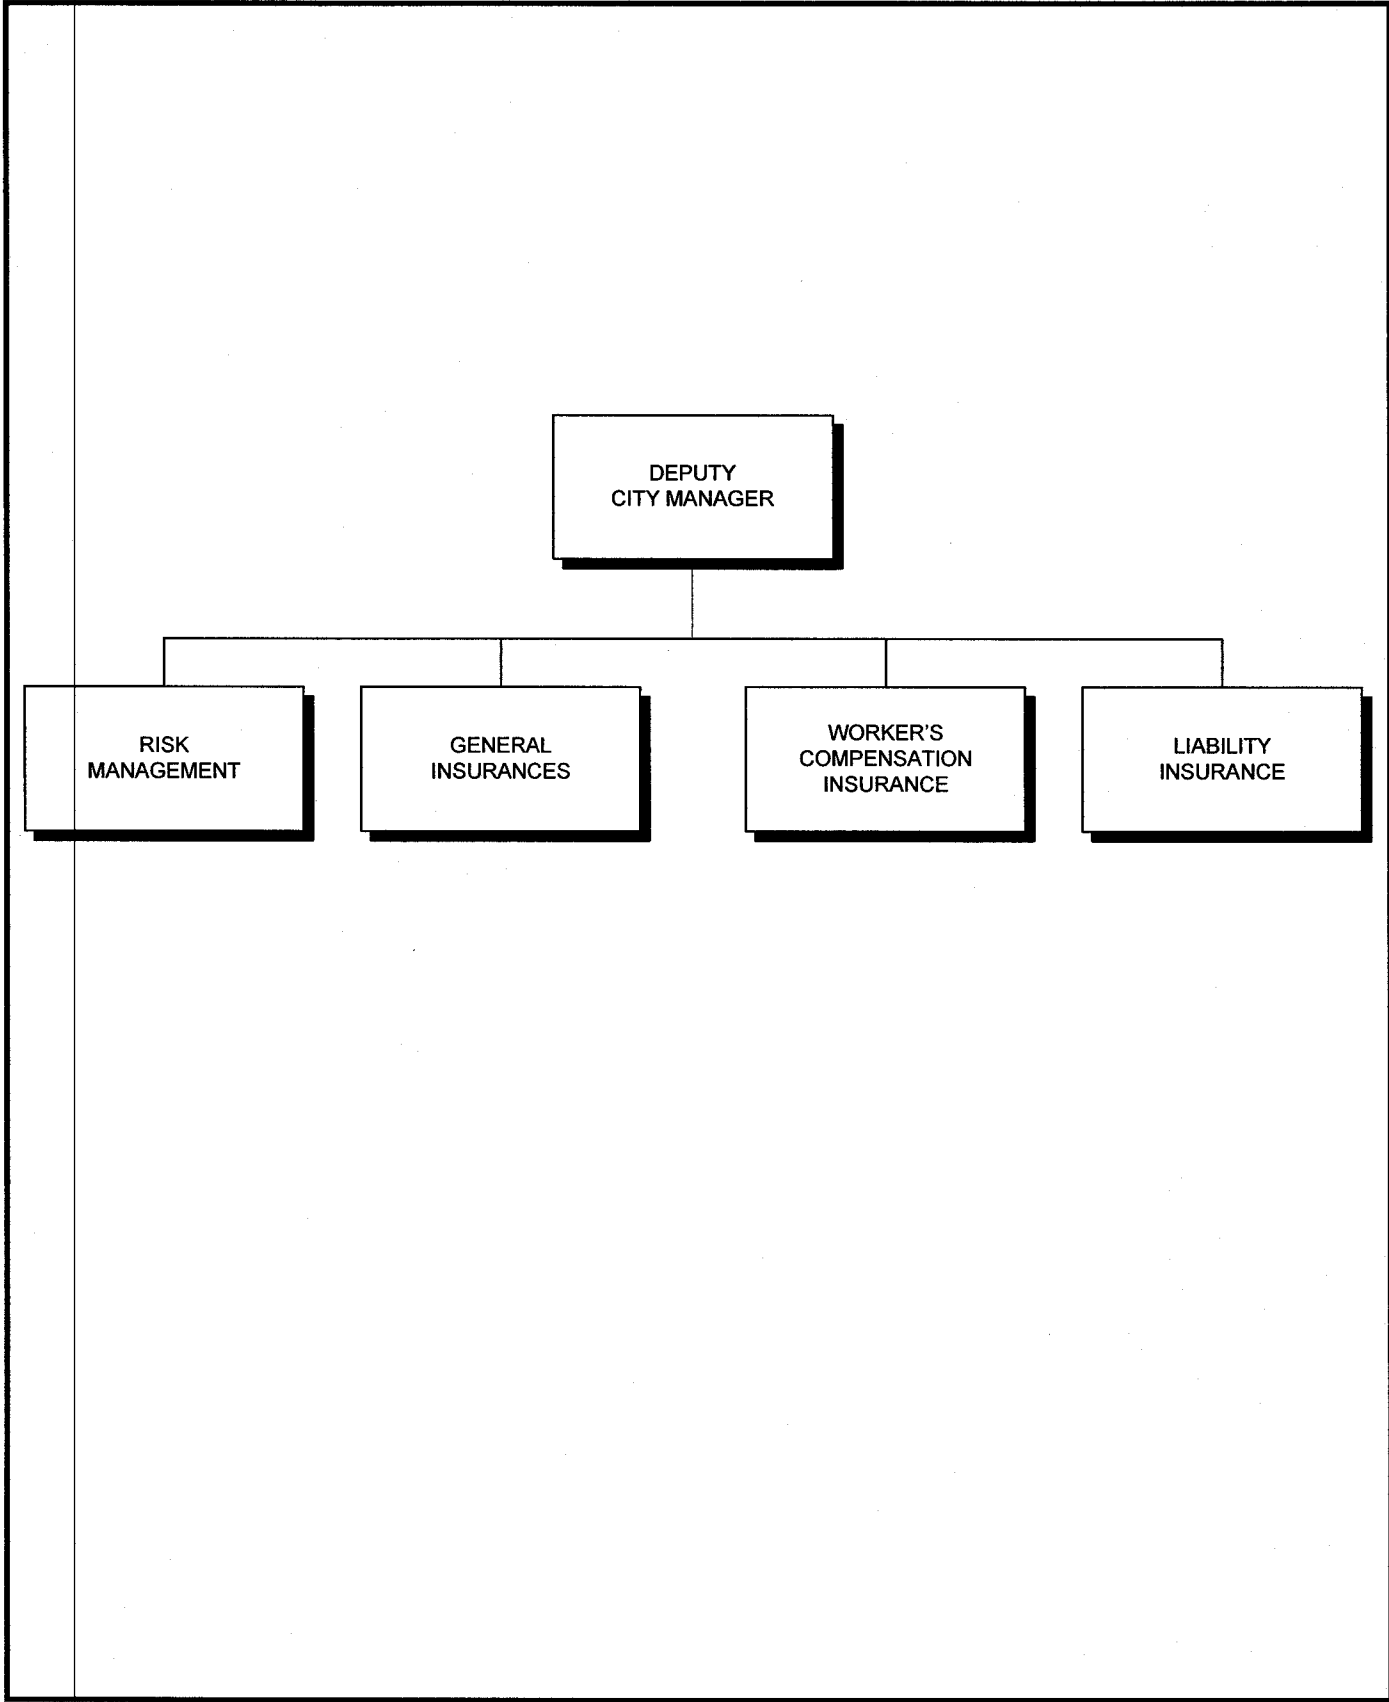 DEPUTY
CITY MANAGER
RISK
MANAGEMENT
GENERAL
INSURANCES
WORKER'S
COMPENSATION
INSURANCE
LIABILITY
INSURANCE